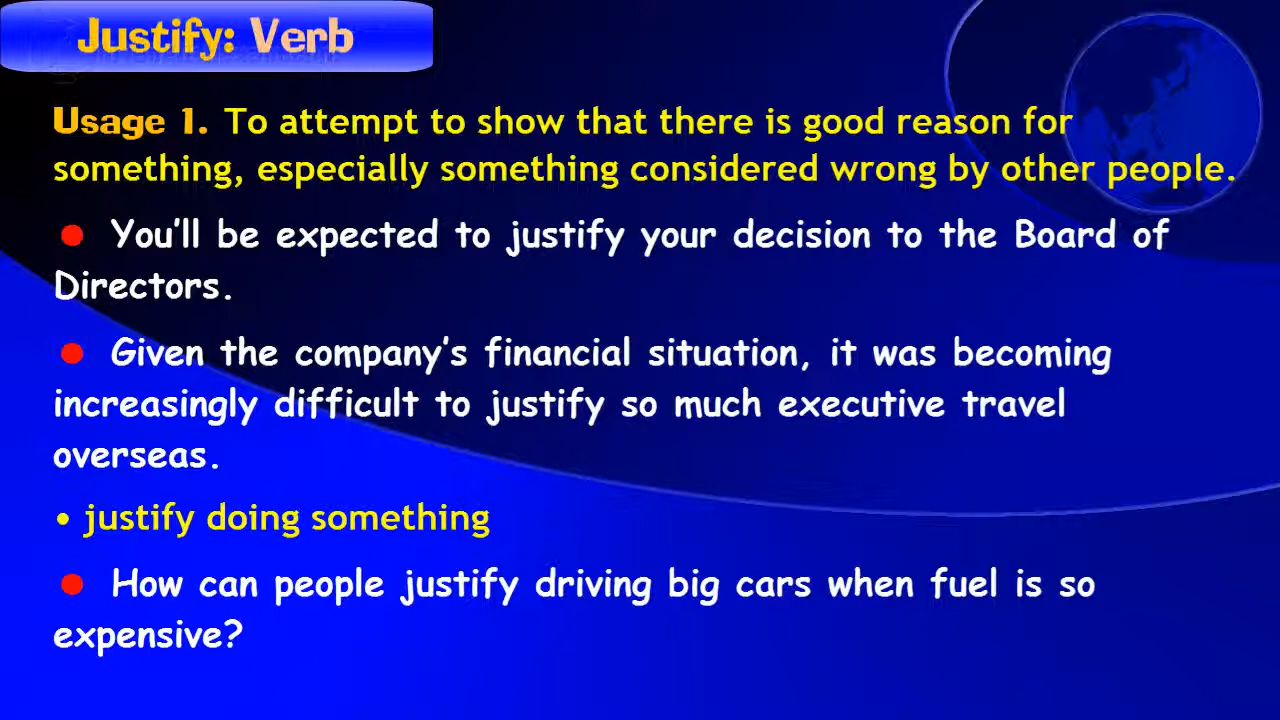 Justify: Verb
Usage 1. To attempt to show that there is good reason for
something, especially something considered wrong by other people.
● You'll be expected to justify your decision to the Board of
Directors.
● Given the company's financial situation, it was becoming
increasingly difficult to justify so much executive travel
overseas.
• justify doing something
● How can people justify driving big cars when fuel is so
expensive?